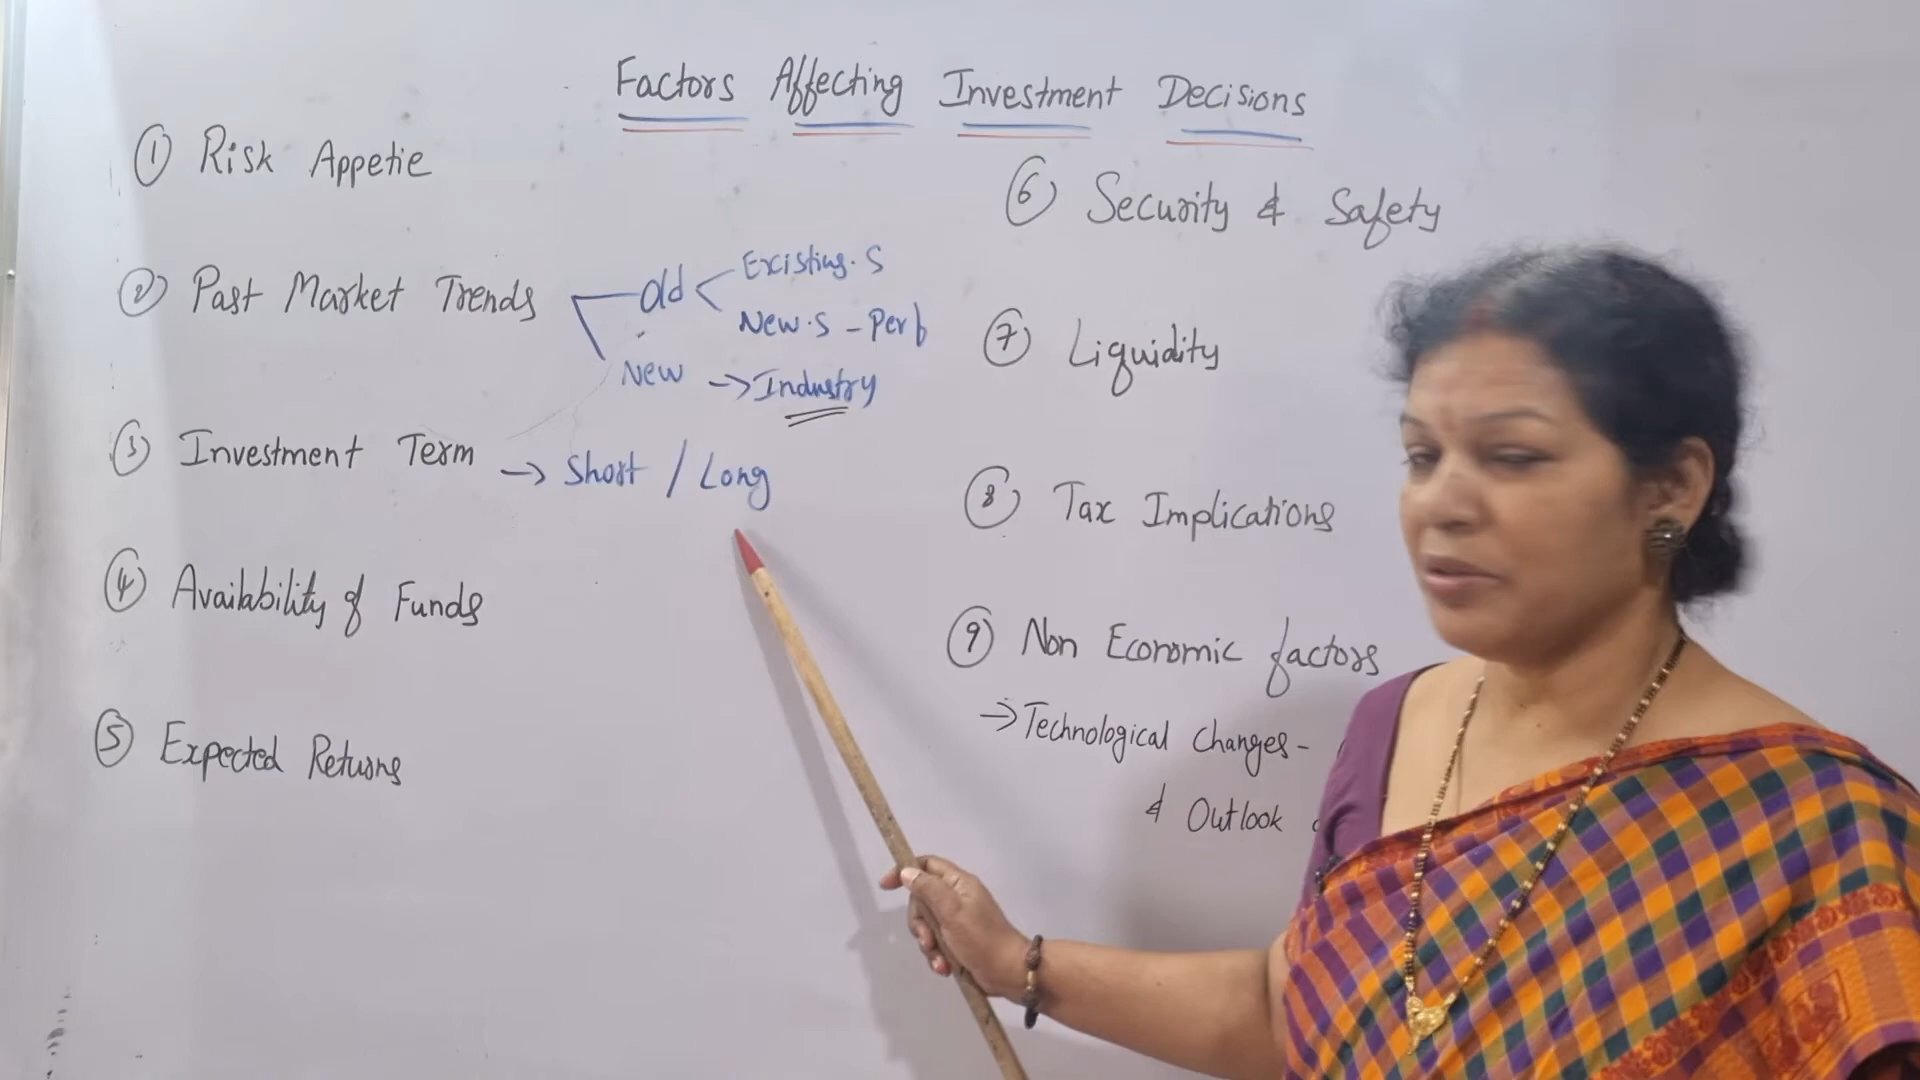 Factors Affecting Investment Decisions
① Risk Appetie
② Past Market Trends
Old
Existing. S
New. S - Perf
New -> Industry
③ Investment Term -> Short / Long
④ Availability of Funds
⑤ Expected Returns
⑥ Security & Safety
⑦ Liquidity
⑧ Tax Implications
⑨ Non Economic factors
-> Technological Changes -
& Outlook